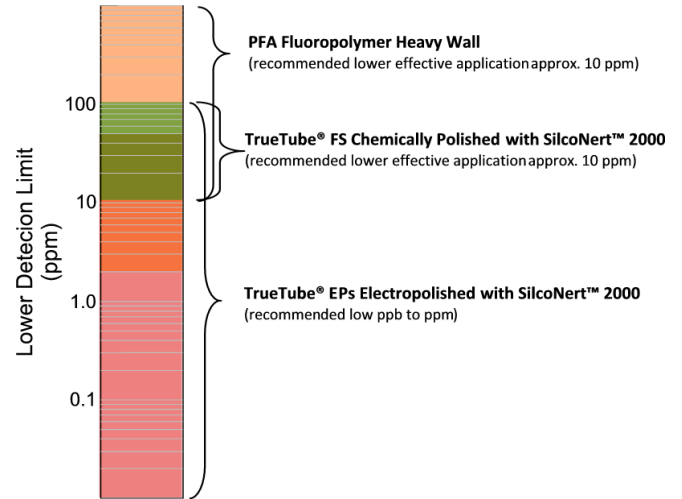 PFA Fluoropolymer Heavy Wall
(recommended lower effective application approx. 10 ppm)
100
TrueTube® FS Chemically Polished with SilcoNert™ 2000
(recommended lower effective application approx. 10 ppm)
10
Lower Detecion Limit
(ppm)
TrueTube® EPs Electropolished with SilcoNert™ 2000
(recommended low ppb to ppm)
1.0
0.1